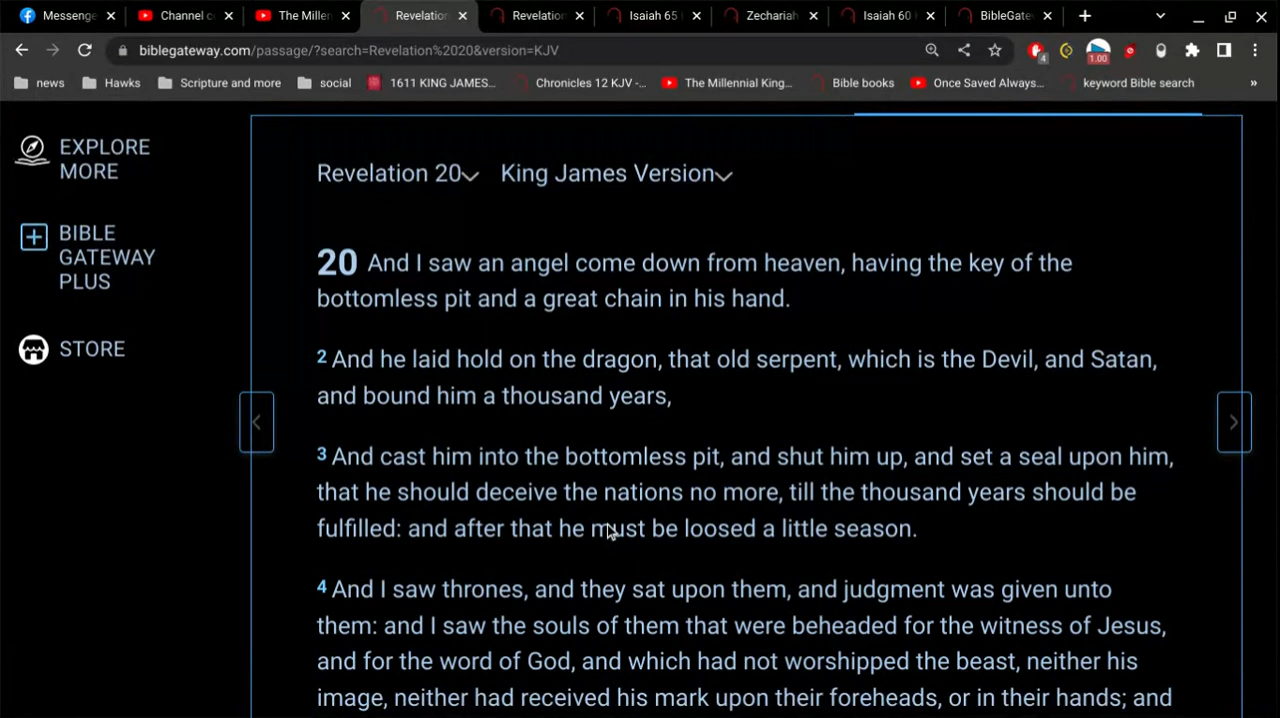 Messenge
Channel c
The Millen
Revelation
Revelation
Isaiah 65
Zechariah
Isaiah 60
BibleGate
biblegateway.com/passage/?search=Revelation%2020&version=KJV
4
1.00
news
Hawks
Scripture and more
social
1611 KING JAMES...
Chronicles 12 KJV -...
The Millennial King...
Bible books
Once Saved Always...
keyword Bible search
»
EXPLORE
MORE
BIBLE
GATEWAY
PLUS
STORE
Revelation 20 King James Version
20 And I saw an angel come down from heaven, having the key of the
bottomless pit and a great chain in his hand.
2 And he laid hold on the dragon, that old serpent, which is the Devil, and Satan,
and bound him a thousand years,
3 And cast him into the bottomless pit, and shut him up, and set a seal upon him,
that he should deceive the nations no more, till the thousand years should be
fulfilled: and after that he must be loosed a little season.
4 And I saw thrones, and they sat upon them, and judgment was given unto
them: and I saw the souls of them that were beheaded for the witness of Jesus,
and for the word of God, and which had not worshipped the beast, neither his
image, neither had received his mark upon their foreheads, or in their hands; and